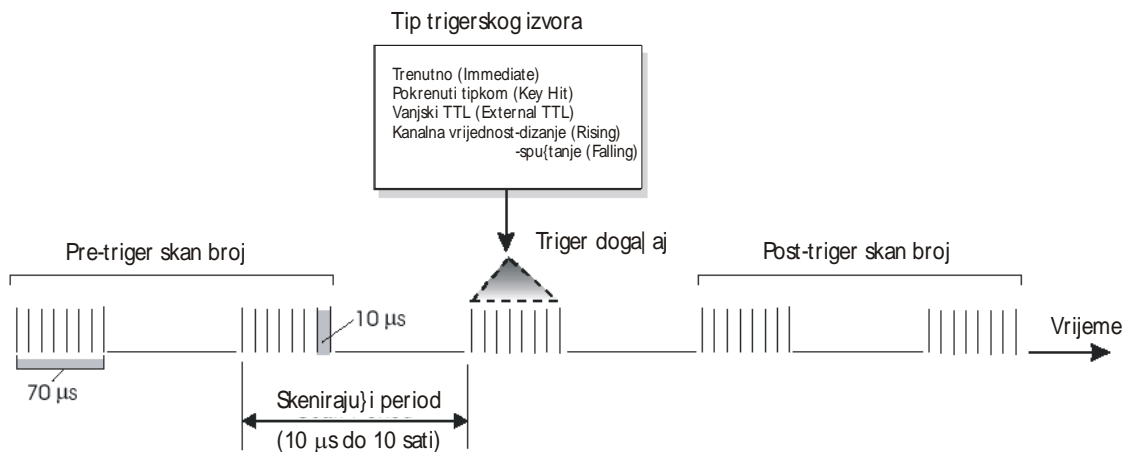 Tip trigerskog izvora
Trenutno (Immediate)
Pokrenuti tipkom (Key Hit)
Vanjski TTL (External TTL)
Kanalna vrijednost-dizanje (Rising)
-spu{tanje (Falling)
Pre-triger skan broj
Triger doga| aj
Post-triger skan broj
10 μs
Vrijeme
70 μs
Skeniraju}i period
(10 μs do 10 sati)